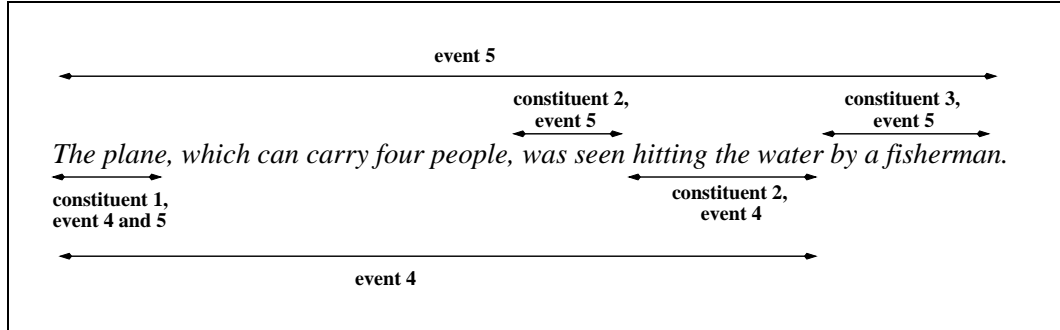 event 5
constituent 2, constituent 3,
event 5 event 5
The plane, which can carry four people, was seen hitting the water by a fisherman.
constituent 1, constituent 2,
event 4 and 5 event 4
event 4